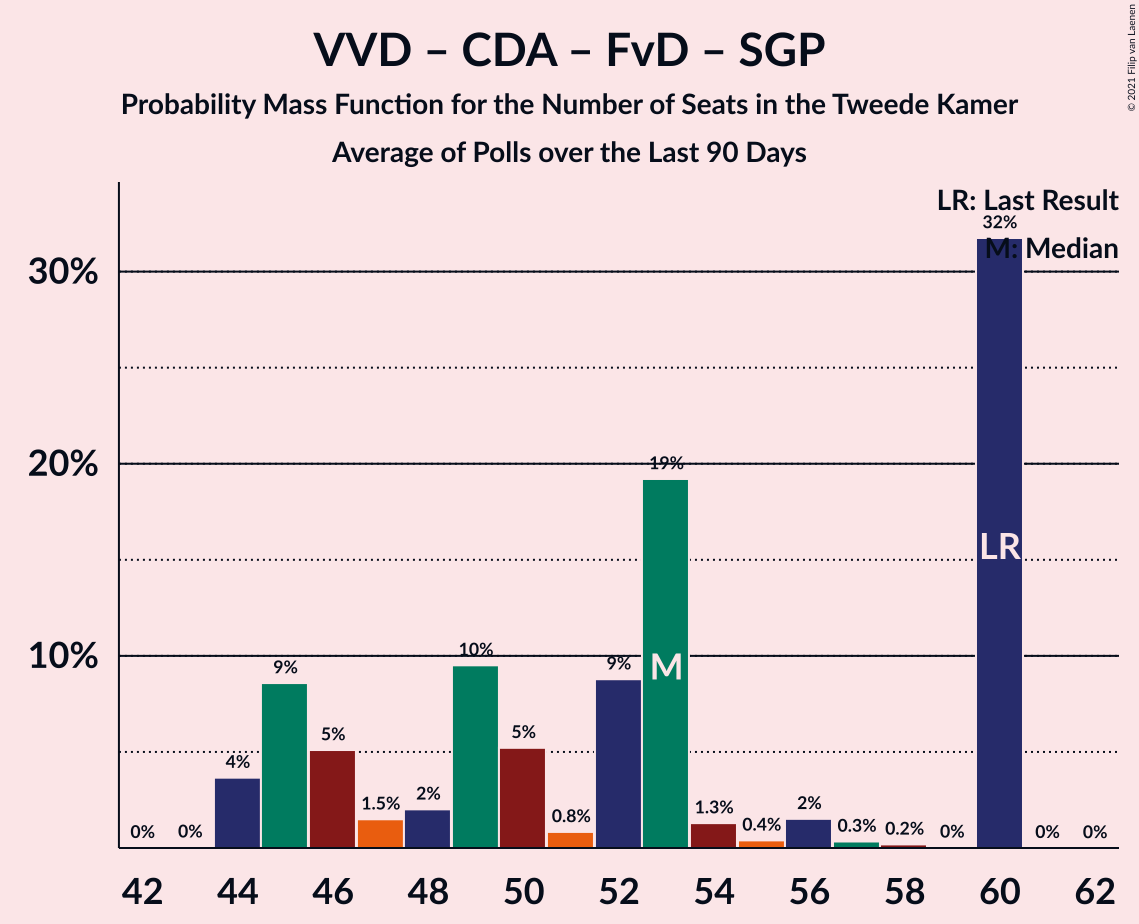 VVD – CDA – FvD – SGP
Probability Mass Function for the Number of Seats in the Tweede Kamer
Average of Polls over the Last 90 Days
© 2021 Filip van Laenen
LR: Last Result
M: Median
30%
20%
10%
0% 0% 4% 9% 5% 1.5% 2% 10% 5% 0.8% 9% 19% 1.3% 0.4% 2% 0.3% 0.2% 0% 32% 0% 0%
M
LR
42 44 46 48 50 52 54 56 58 60 62